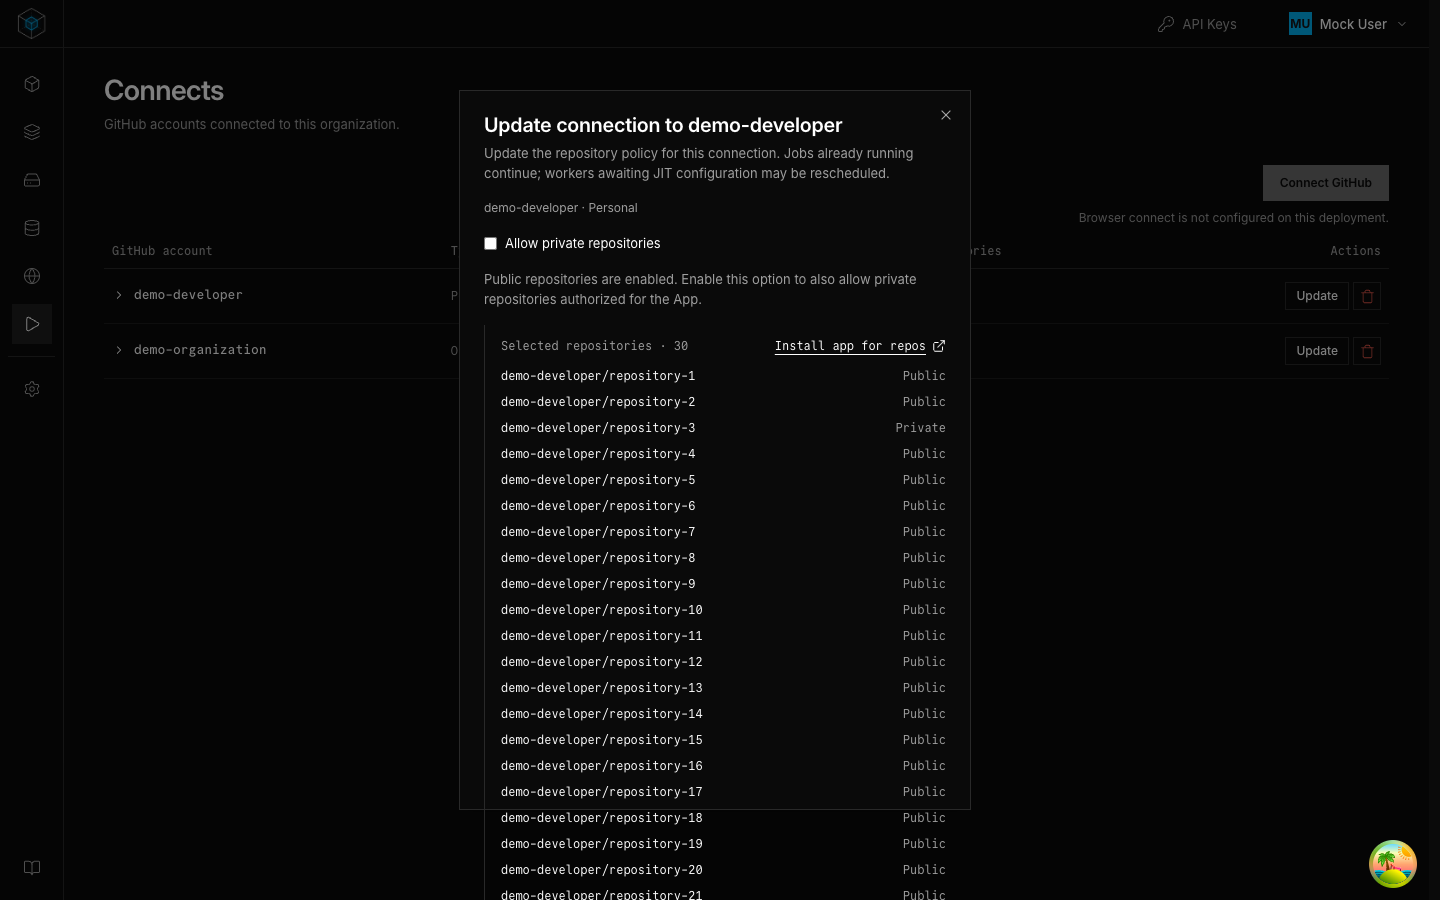 API Keys
MU
Mock User
Connects
GitHub accounts connected to this organization.
Connect GitHub
Browser connect is not configured on this deployment.
GitHub account
T
ries
Actions
demo-developer
P
Update
demo-organization
O
Update
Update connection to demo-developer
Update the repository policy for this connection. Jobs already running
continue; workers awaiting JIT configuration may be rescheduled.
demo-developer · Personal
Allow private repositories
Public repositories are enabled. Enable this option to also allow private
repositories authorized for the App.
Selected repositories · 30
Install app for repos
demo-developer/repository-1 Public
demo-developer/repository-2 Public
demo-developer/repository-3 Private
demo-developer/repository-4 Public
demo-developer/repository-5 Public
demo-developer/repository-6 Public
demo-developer/repository-7 Public
demo-developer/repository-8 Public
demo-developer/repository-9 Public
demo-developer/repository-10 Public
demo-developer/repository-11 Public
demo-developer/repository-12 Public
demo-developer/repository-13 Public
demo-developer/repository-14 Public
demo-developer/repository-15 Public
demo-developer/repository-16 Public
demo-developer/repository-17 Public
demo-developer/repository-18 Public
demo-developer/repository-19 Public
demo-developer/repository-20 Public
demo-developer/repository-21 Public